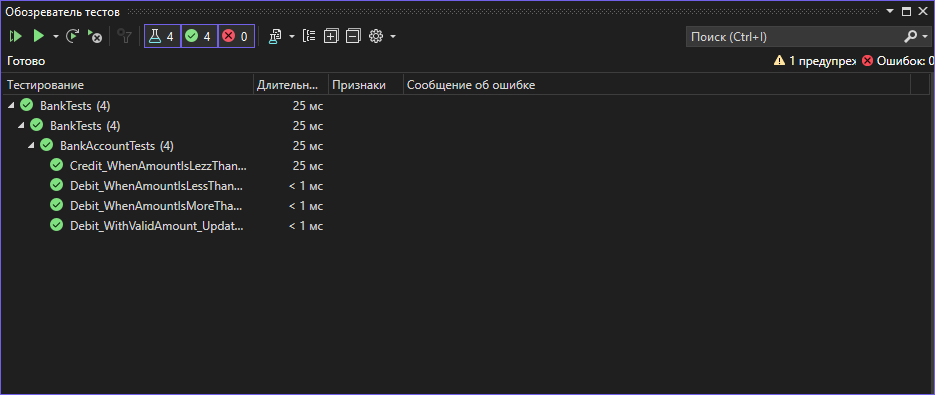 Обозреватель тестов
4 4 0 Поиск (Ctrl+I)
Готово 1 предупреж Ошибок: 0
Тестирование Длительн... Признаки Сообщение об ошибке
BankTests (4) 25 мс
BankTests (4) 25 мс
BankAccountTests (4) 25 мс
Credit_WhenAmountIsLezzThan... 25 мс
Debit_WhenAmountIsLessThan... < 1 мс
Debit_WhenAmountIsMoreTha... < 1 мс
Debit_WithValidAmount_Updat... < 1 мс